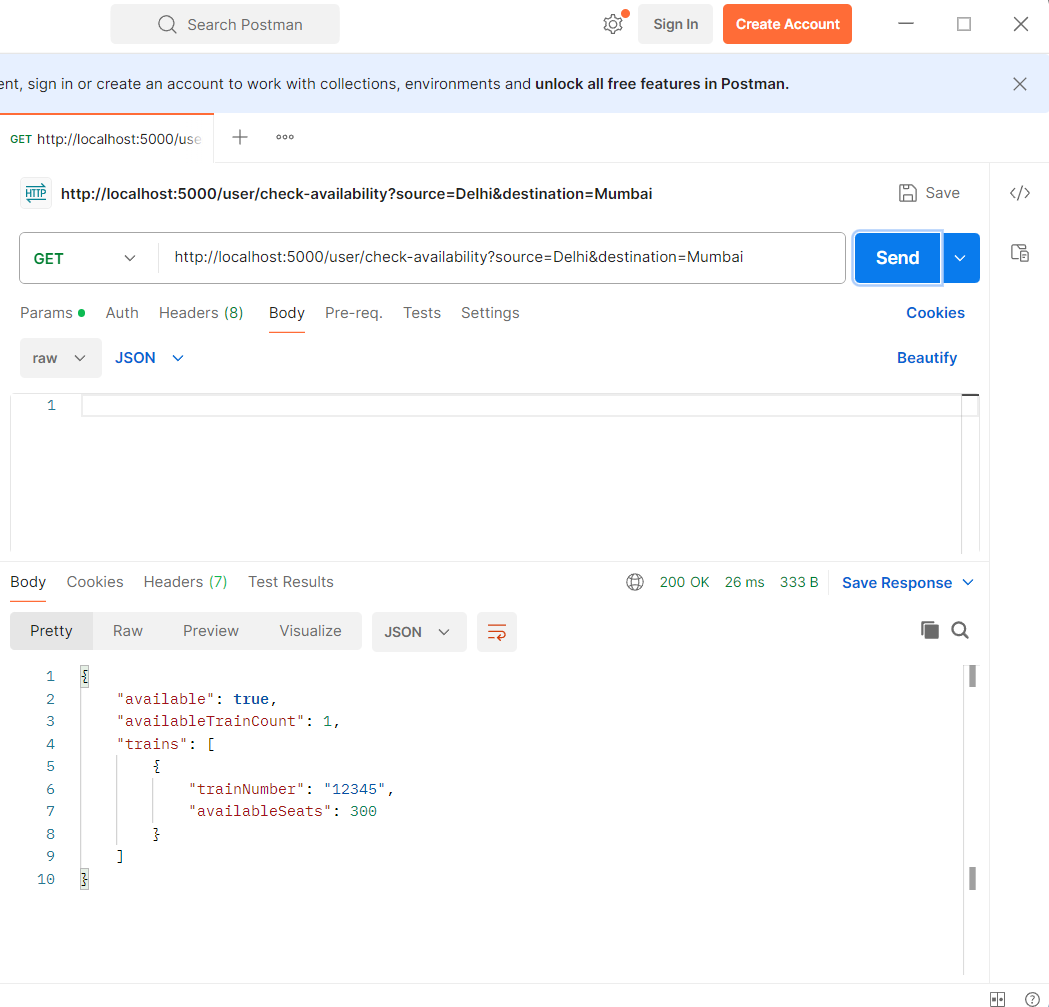 Search Postman
Sign In
Create Account
ent, sign in or create an account to work with collections, environments and unlock all free features in Postman.
GET http://localhost:5000/use
HTTP http://localhost:5000/user/check-availability?source=Delhi&destination=Mumbai
Save
GET
http://localhost:5000/user/check-availability?source=Delhi&destination=Mumbai
Send
Params Auth Headers (8) Body Pre-req. Tests Settings Cookies
raw JSON Beautify
1
Body Cookies Headers (7) Test Results 200 OK 26 ms 333 B Save Response
Pretty Raw Preview Visualize JSON
1 {
2 "available": true,
3 "availableTrainCount": 1,
4 "trains": [
5 {
6 "trainNumber": "12345",
7 "availableSeats": 300
8 }
9 ]
10 }